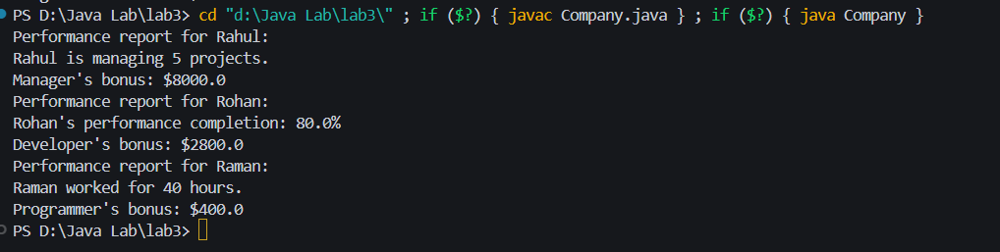 PS D:\Java Lab\lab3> cd "d:\Java Lab\lab3\" ; if ($?) { javac Company.java } ; if ($?) { java Company }
Performance report for Rahul:
Rahul is managing 5 projects.
Manager's bonus: $8000.0
Performance report for Rohan:
Rohan's performance completion: 80.0%
Developer's bonus: $2800.0
Performance report for Raman:
Raman worked for 40 hours.
Programmer's bonus: $400.0
PS D:\Java Lab\lab3>